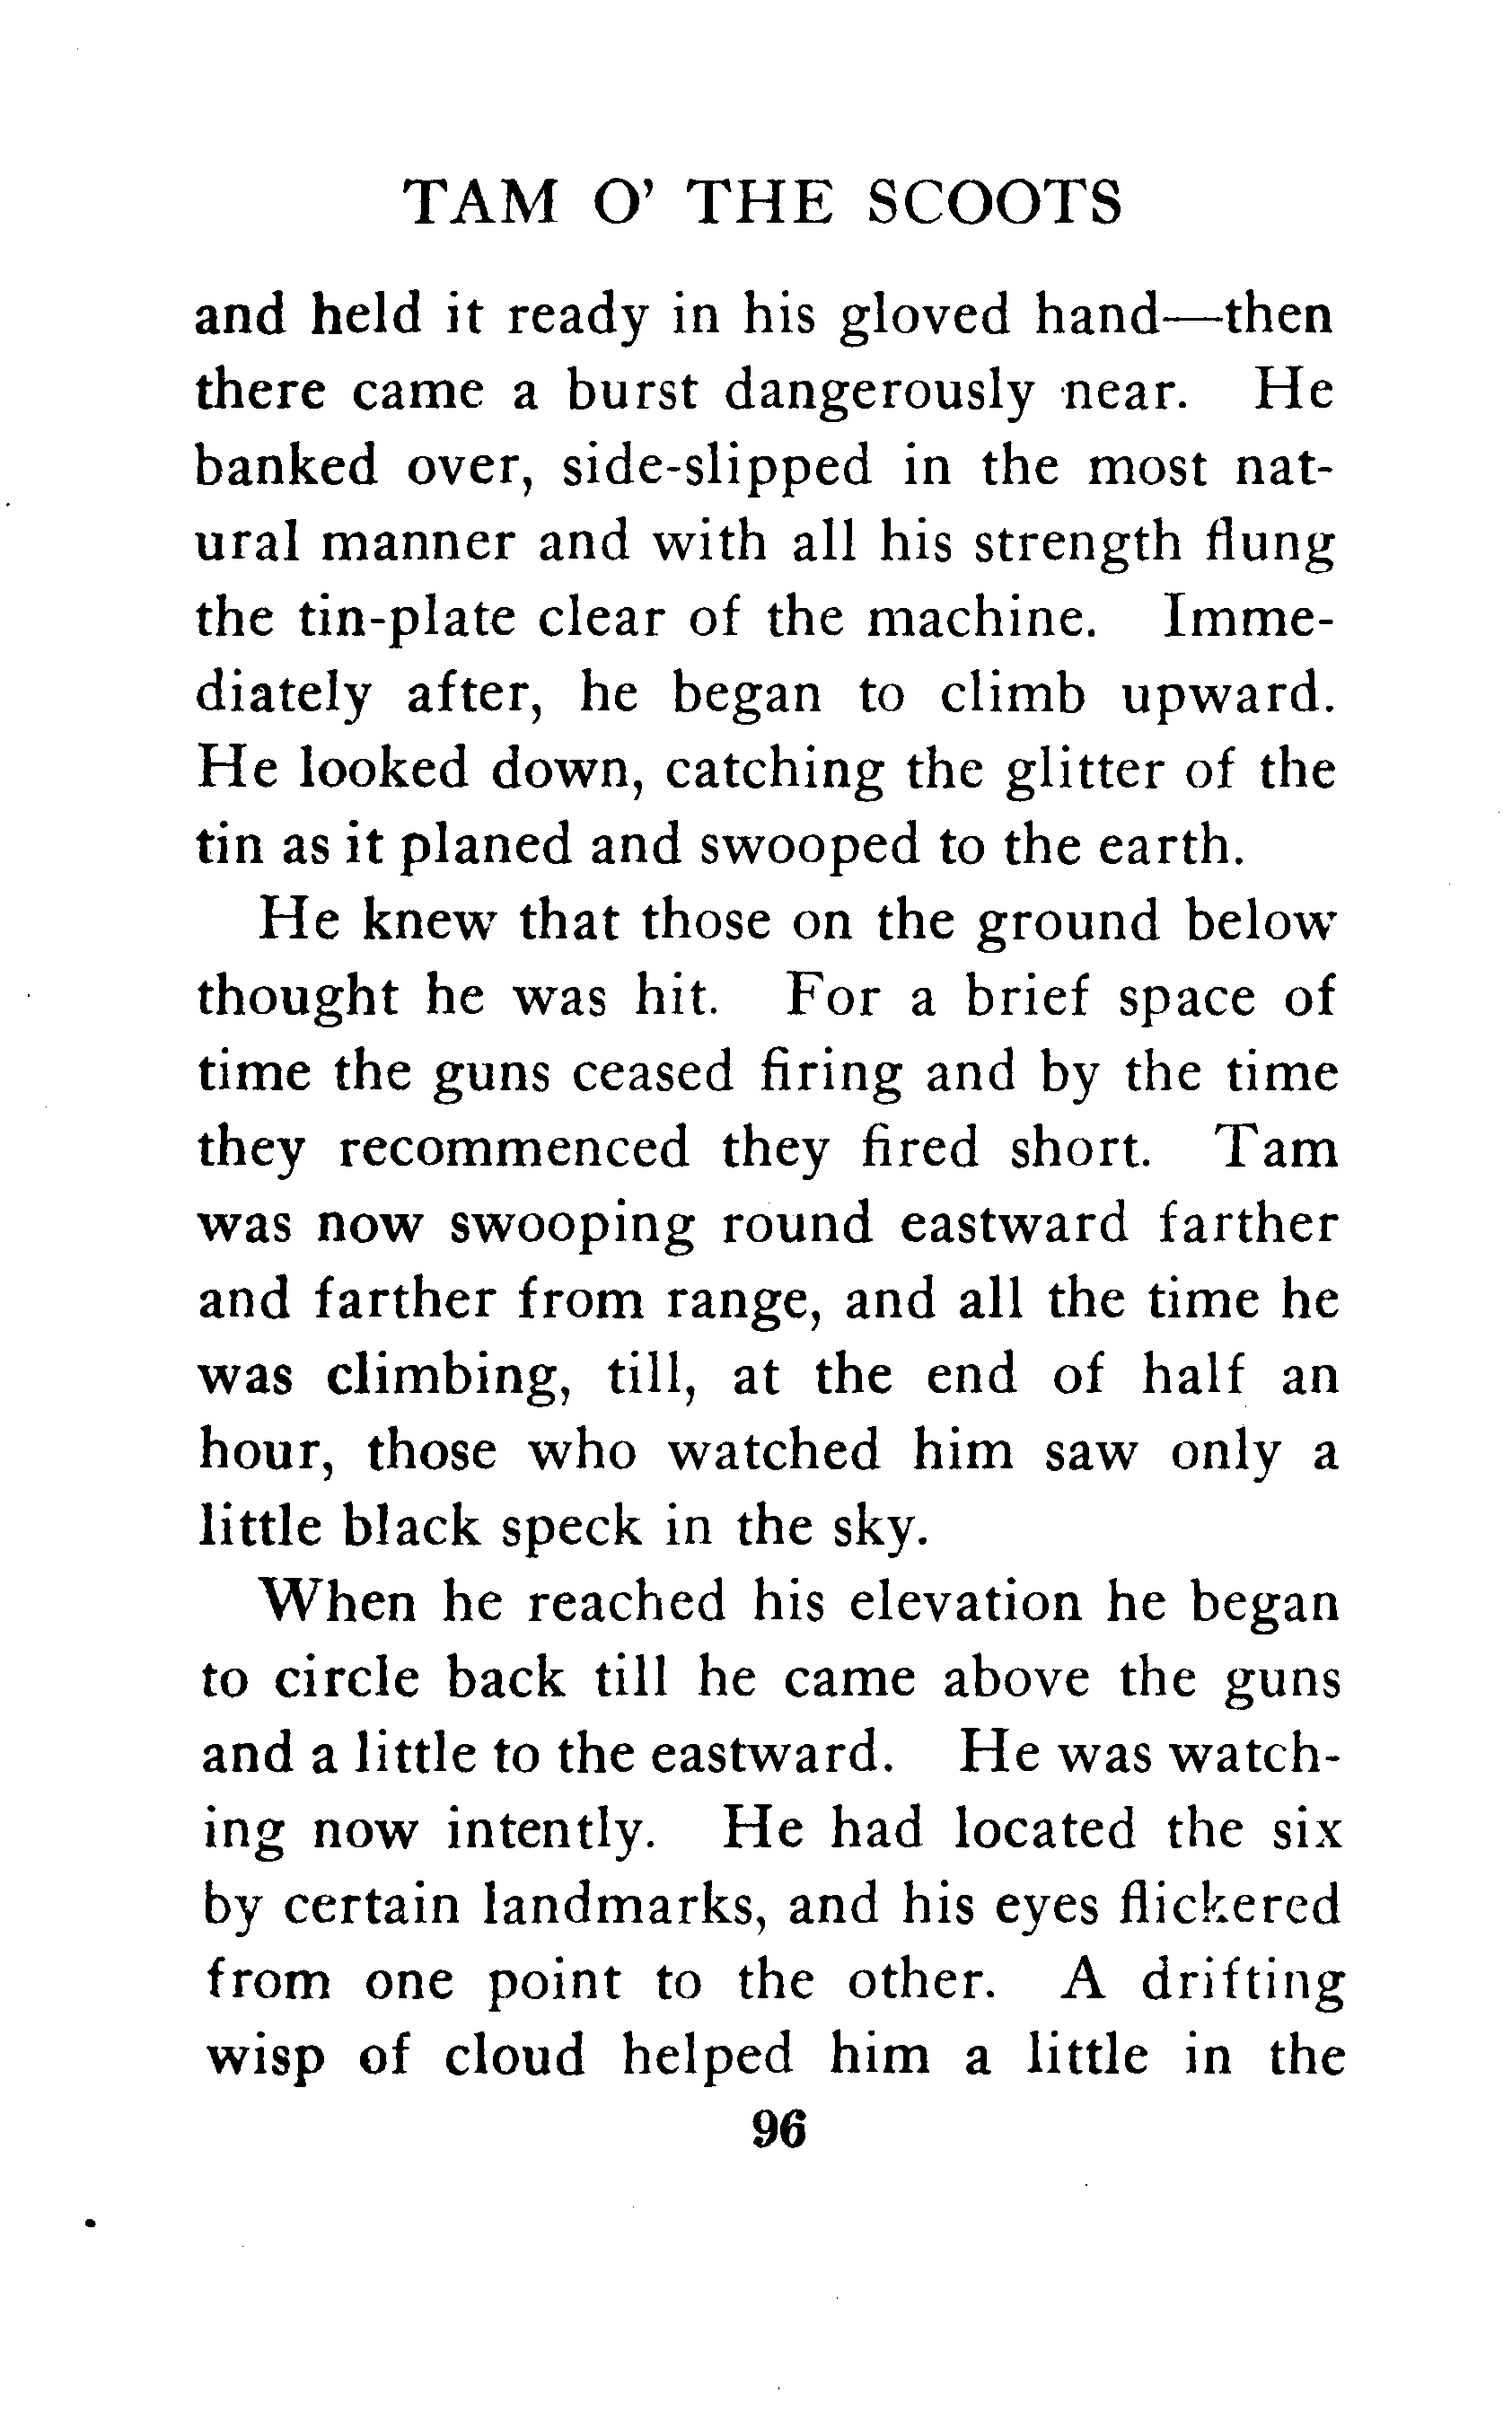 TAM O' THE SCOOTS
and held it ready in his gloved hand—then
there came a burst dangerously near. He
banked over, side-slipped in the most nat-
ural manner and with all his strength flung
the tin-plate clear of the machine. Imme-
diately after, he began to climb upward.
He looked down, catching the glitter of the
tin as it planed and swooped to the earth.
He knew that those on the ground below
thought he was hit. For a brief space of
time the guns ceased firing and by the time
they recommenced they fired short. Tam
was now swooping round eastward farther
and farther from range, and all the time he
was climbing, till, at the end of half an
hour, those who watched him saw only a
little black speck in the sky.
When he reached his elevation he began
to circle back till he came above the guns
and a little to the eastward. He was watch-
ing now intently. He had located the six
by certain landmarks, and his eyes flickered
from one point to the other. A drifting
wisp of cloud helped him a little in the
96